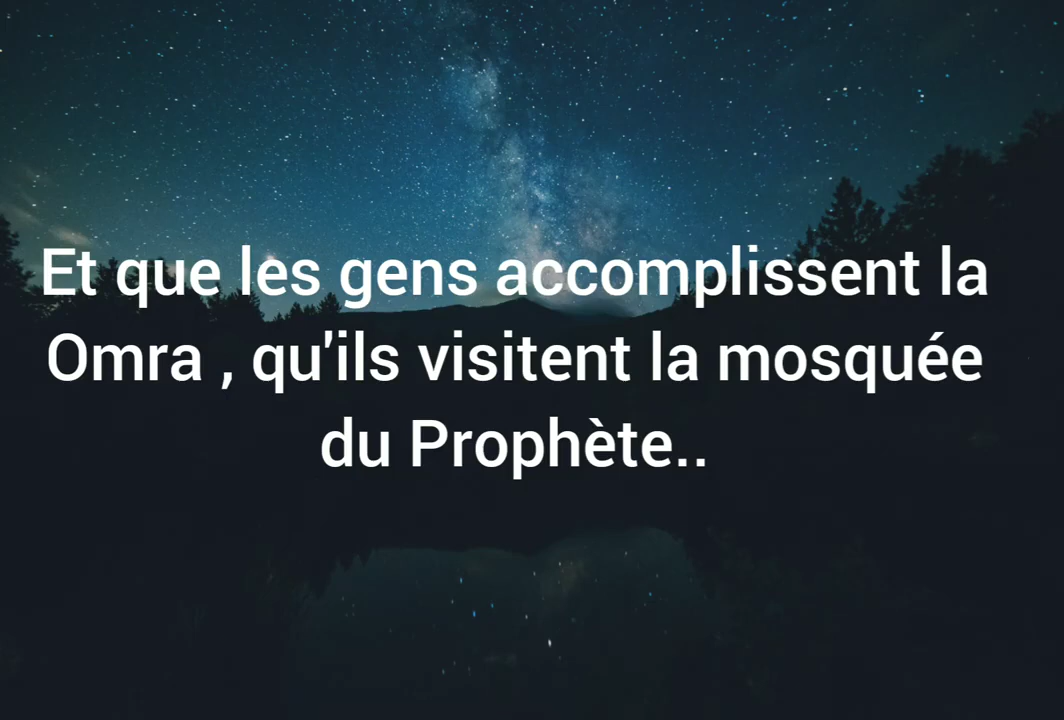 Et que les gens accomplissent la
Omra , qu'ils visitent la mosquée
du Prophète..